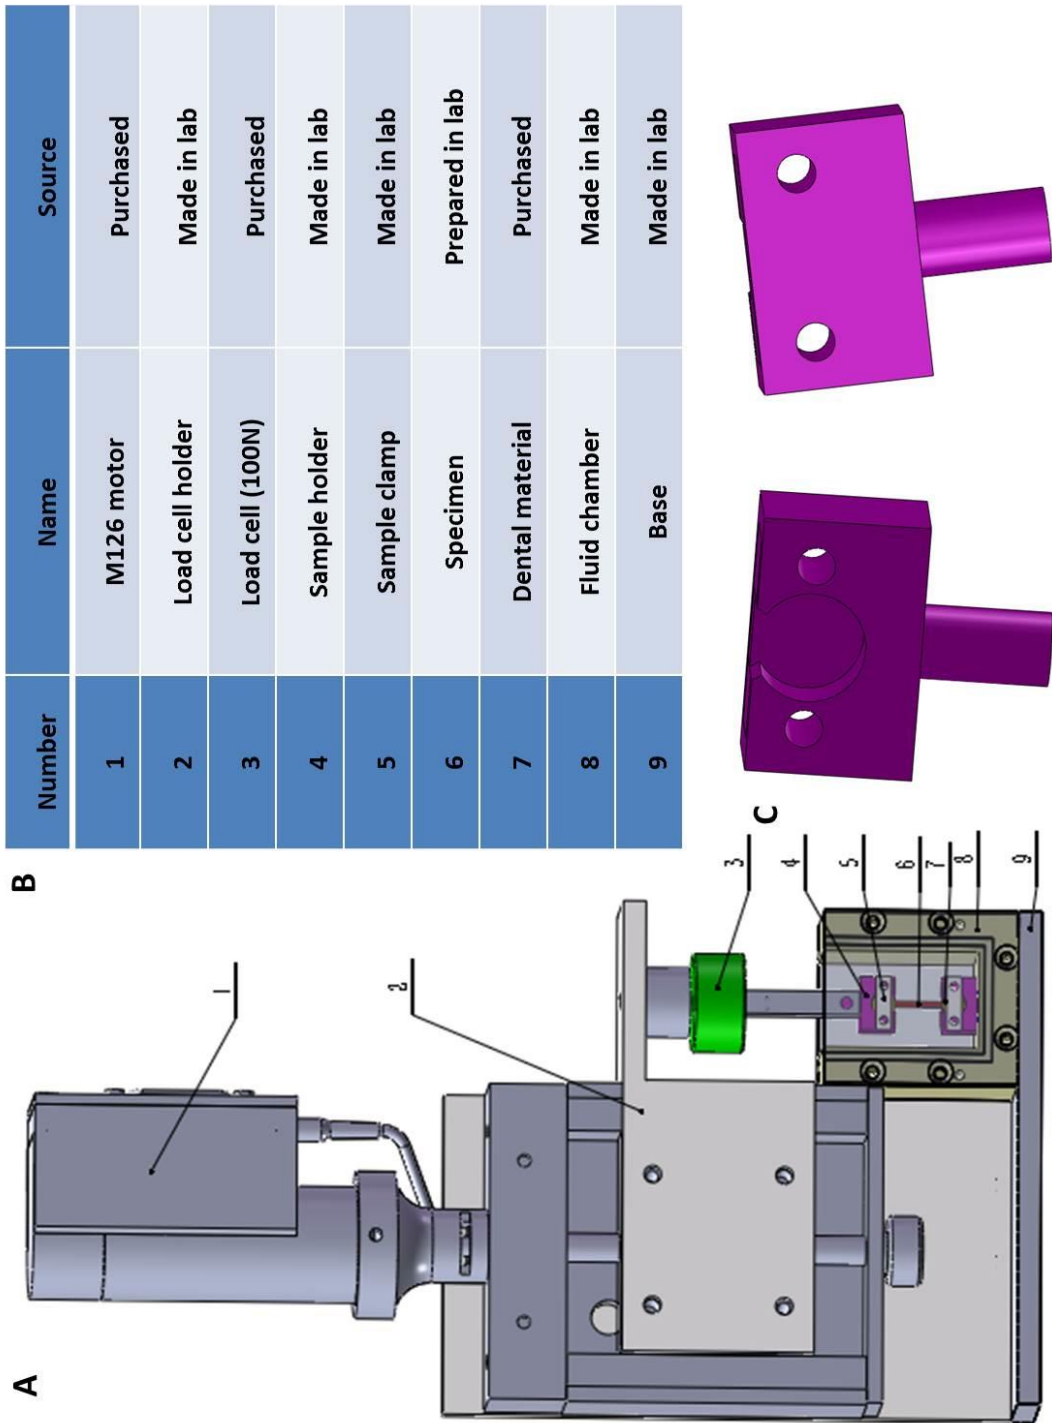 A
1
2
3
4
5
6
7
8
9
B
Number Name Source
1 M126 motor Purchased
2 Load cell holder Made in lab
3 Load cell (100N) Purchased
4 Sample holder Made in lab
5 Sample clamp Made in lab
6 Specimen Prepared in lab
7 Dental material Purchased
8 Fluid chamber Made in lab
9 Base Made in lab
C